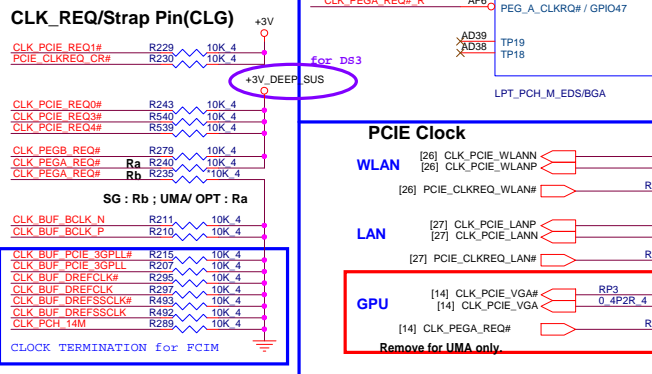 CLK_REQ/Strap Pin(CLG)
+3V
CLK_PCIE_REQ1# R229 10K_4
PCIE_CLKREQ_CR# R230 10K_4
for DS3
+3V_DEEP_SUS
CLK_PCIE_REQ0# R243 10K_4
CLK_PCIE_REQ3# R540 10K_4
CLK_PCIE_REQ4# R539 10K_4
CLK_PEGB_REQ# R279 10K_4
CLK_PEGA_REQ# Ra R240 10K_4
CLK_PEGA_REQ# Rb R235 *10K_4
SG : Rb ; UMA/ OPT : Ra
CLK_BUF_BCLK_N R211 10K_4
CLK_BUF_BCLK_P R210 10K_4
CLK_BUF_PCIE_3GPLL# R215 10K_4
CLK_BUF_PCIE_3GPLL R207 10K_4
CLK_BUF_DREFCLK# R295 10K_4
CLK_BUF_DREFCLK R297 10K_4
CLK_BUF_DREFSSCLK# R493 10K_4
CLK_BUF_DREFSSCLK R492 10K_4
CLK_PCH_14M R289 10K_4
CLOCK TERMINATION for FCIM
CLK_PEGA_REQ#_R AF6 PEG_A_CLKRQ# / GPIO47
AD39 TP19
AD38 TP18
LPT_PCH_M_EDS/BGA
PCIE Clock
WLAN
[26] CLK_PCIE_WLANN
[26] CLK_PCIE_WLANP
[26] PCIE_CLKREQ_WLAN# R
LAN
[27] CLK_PCIE_LANP
[27] CLK_PCIE_LANN
[27] PCIE_CLKREQ_LAN# R
GPU
[14] CLK_PCIE_VGA# RP3
[14] CLK_PCIE_VGA 0_4P2R_4
[14] CLK_PEGA_REQ# R
Remove for UMA only.